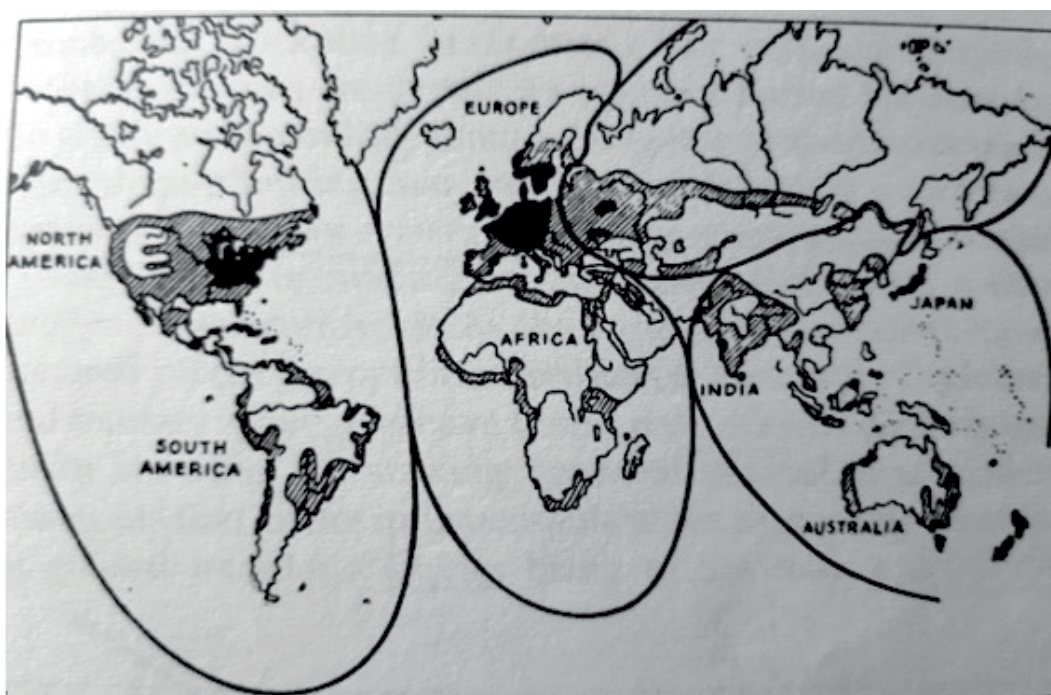 EUROPE
NORTH
AMERICA
AFRICA
JAPAN
INDIA
SOUTH
AMERICA
AUSTRALIA